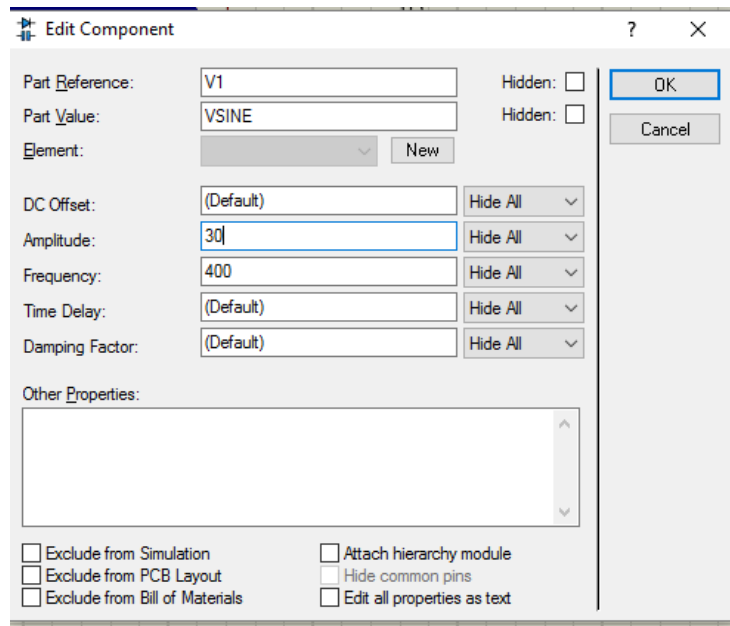 Edit Component ? X
Part Reference: V1 Hidden: OK
Part Value: VSINE Hidden: Cancel
Element: New
DC Offset: (Default) Hide All
Amplitude: 30 Hide All
Frequency: 400 Hide All
Time Delay: (Default) Hide All
Damping Factor: (Default) Hide All
Other Properties:
Exclude from Simulation Attach hierarchy module
Exclude from PCB Layout Hide common pins
Exclude from Bill of Materials Edit all properties as text